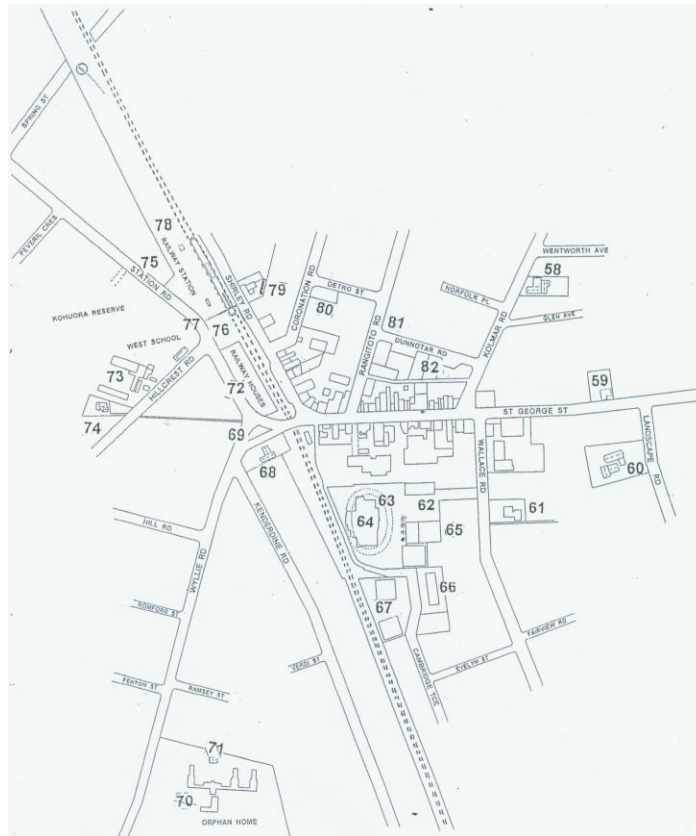 SPRING ST
PEVERIL CRES
78
RAILWAY STATION
75
STATION RD
KOHUORA RESERVE
77
76
SHIRLEY RD
79
CORONATION RD
DETRO ST
80
RANGITOTO RD
81
DUNNOTAR RD
82
NORFOLK PL
KOLMAR RD
WENTWORTH AVE
58
GLEN AVE
WEST SCHOOL
73
HILLCREST RD
74
72
RAILWAY HOUSES
69
68
ST GEORGE ST
59
LANDSCAPE RD
60
WALLACE RD
63
64
62
65
61
66
67
HILL RD
WYLLIE RD
KENDERDINE RD
ROMFORD ST
FENTON ST
RAMSEY ST
FAIRVIEW RD
EVELYN ST
CAMBRIDGE TCE
71
70
ORPHAN HOME